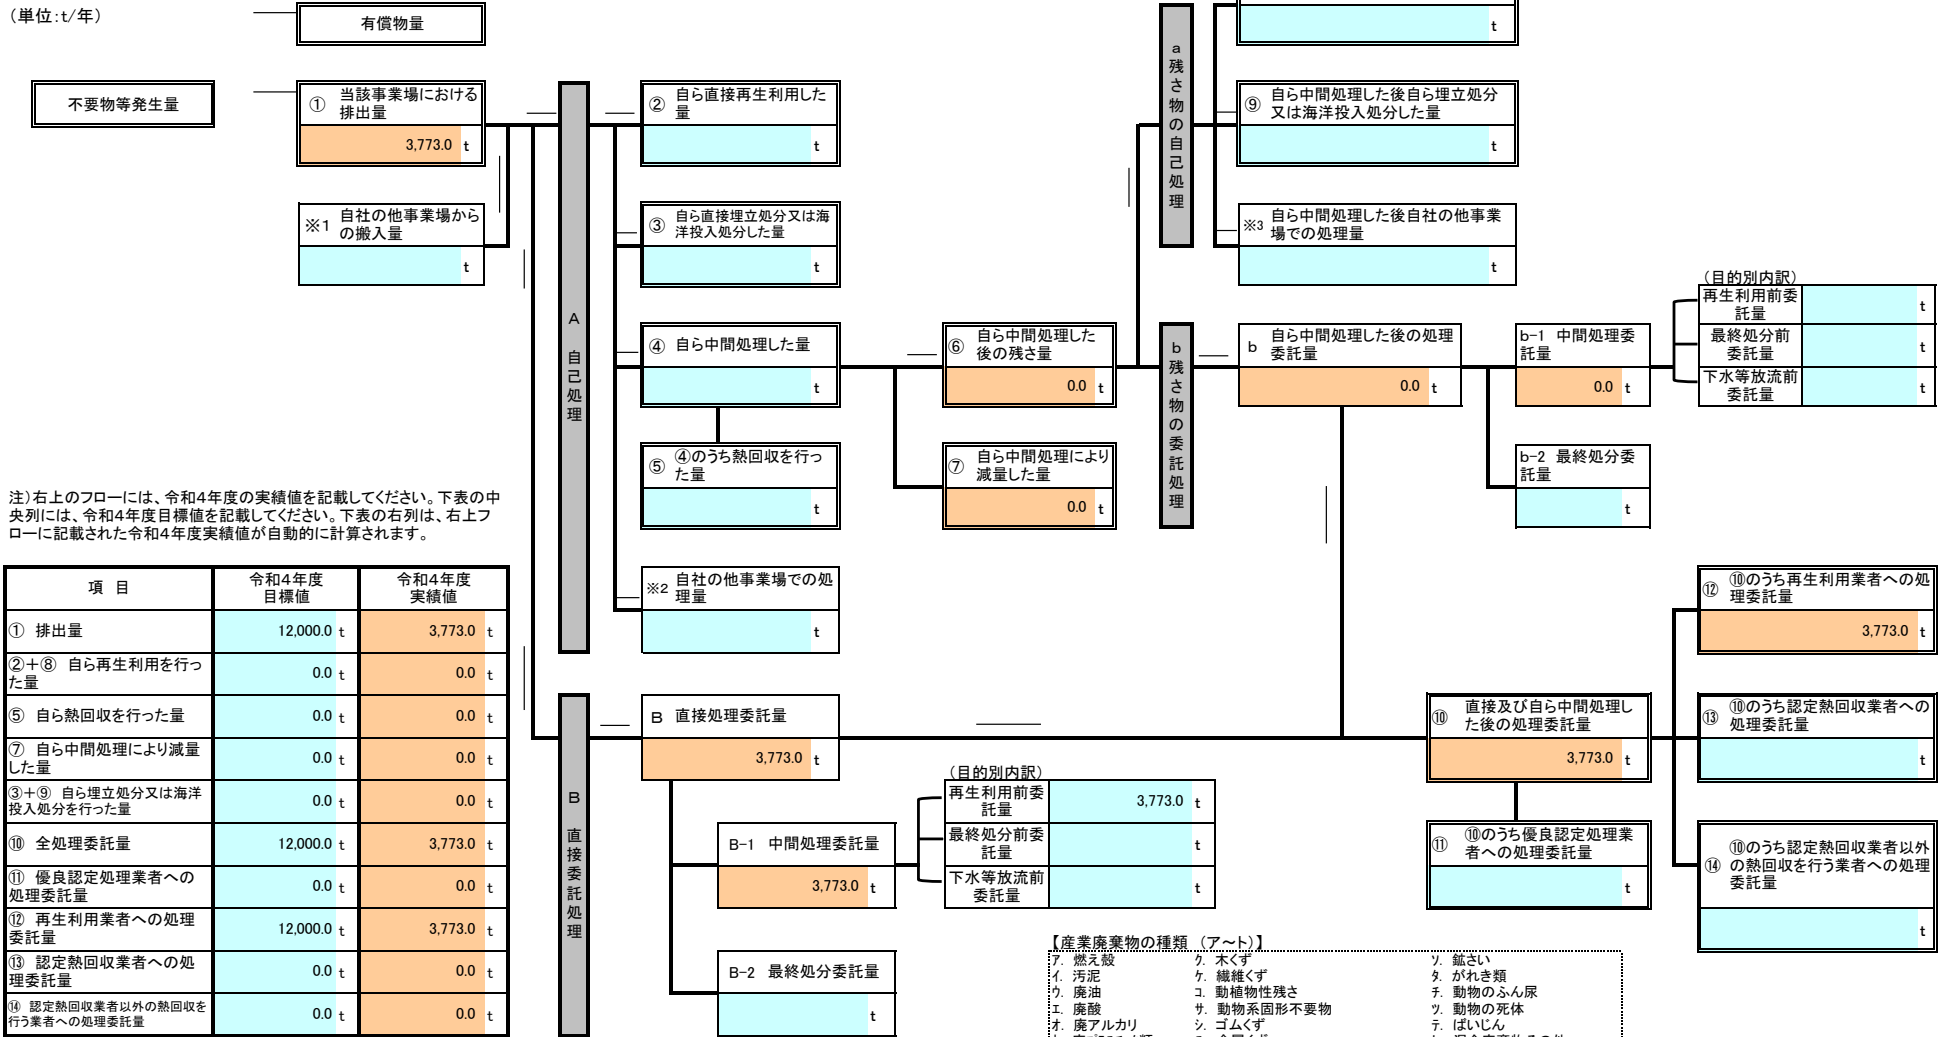 (単位：t/年)
有償物量
t
不要物等発生量
① 当該事業場における
排出量
3,773.0 t
※1 自社の他事業場から
の搬入量
t
A 自己処理
② 自ら直接再生利用した
量
t
③ 自ら直接埋立処分又は海
洋投入処分した量
t
④ 自ら中間処理した量
t
⑤ ④のうち熱回収を行っ
た量
t
※2 自社の他事業場での処
理量
t
⑥ 自ら中間処理した
後の残さ量
0.0 t
⑦ 自ら中間処理により
減量した量
0.0 t
a 残さ物の自己処理
⑨ 自ら中間処理した後自ら埋立処分
又は海洋投入処分した量
t
※3 自ら中間処理した後自社の他事業
場での処理量
t
b 残さ物の委託処理
b 自ら中間処理した後の処理
委託量
0.0 t
b-1 中間処理委
託量
0.0 t
b-2 最終処分委
託量
t
(目的別内訳)
再生利用前委
託量
t
最終処分前
委託量
t
下水等放流前
委託量
t
注)右上のフローには、令和4年度の実績値を記載してください。下表の中
央列には、令和4年度目標値を記載してください。下表の右列は、右上フ
ローに記載された令和4年度実績値が自動的に計算されます。
項 目 令和4年度
目標値 令和4年度
実績値
① 排出量 12,000.0 t 3,773.0 t
②+⑧ 自ら再生利用を行っ
た量 0.0 t 0.0 t
⑤ 自ら熱回収を行った量 0.0 t 0.0 t
⑦ 自ら中間処理により減量
した量 0.0 t 0.0 t
③+⑨ 自ら埋立処分又は海洋
投入処分を行った量 0.0 t 0.0 t
⑩ 全処理委託量 12,000.0 t 3,773.0 t
⑪ 優良認定処理業者への
処理委託量 0.0 t 0.0 t
⑫ 再生利用業者への処理
委託量 12,000.0 t 3,773.0 t
⑬ 認定熱回収業者への処
理委託量 0.0 t 0.0 t
⑭ 認定熱回収業者以外の熱回収を
行う業者への処理委託量 0.0 t 0.0 t
B 直接委託処理
B 直接処理委託量
3,773.0 t
B-1 中間処理委託量
3,773.0 t
B-2 最終処分委託量
t
(目的別内訳)
再生利用前委
託量
3,773.0 t
最終処分前委
託量
t
下水等放流前
委託量
t
⑩ 直接及び自ら中間処理し
た後の処理委託量
3,773.0 t
⑪ ⑩のうち優良認定処理業
者への処理委託量
t
⑫ ⑩のうち再生利用業者への処
理委託量
3,773.0 t
⑬ ⑩のうち認定熱回収業者への
処理委託量
t
⑭ ⑩のうち認定熱回収業者以外
の熱回収を行う業者への処理
委託量
t
【産業廃棄物の種類 (ア～ト)】
ア. 燃え殻 ク. 木くず ソ. 鉱さい
イ. 汚泥 ケ. 繊維くず タ. がれき類
ウ. 廃油 コ. 動植物性残さ チ. 動物のふん尿
エ. 廃酸 サ. 動物系固形不要物 ツ. 動物の死体
オ. 廃アルカリ シ. ゴムくず テ. ばいじん